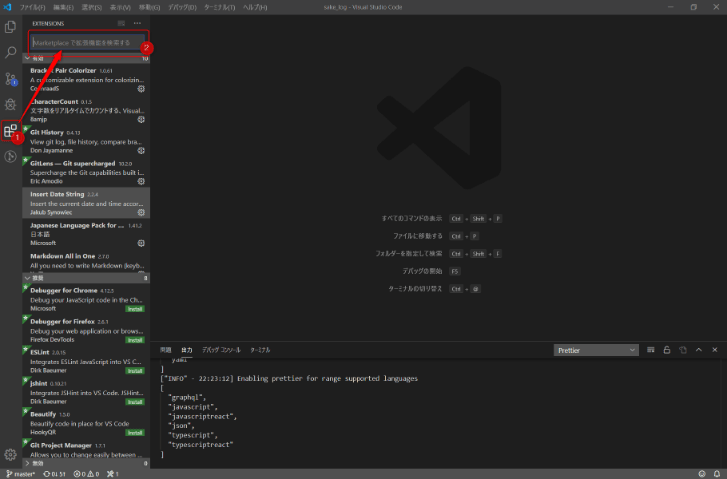 ファイル(F) 編集(E) 選択(S) 表示(V) 移動(G) デバッグ(D) ターミナル(T) ヘルプ(H)
sake_log - Visual Studio Code
EXTENSIONS
Marketplace で拡張機能を検索する
2
有効 10
Bracket Pair Colorizer 1.0.61
A customizable extension for colorizin...
CoenraadS
CharacterCount 0.1.5
文字数をリアルタイムでカウントする、Visual...
8amjp
1
Git History 0.4.13
View git log, file history, compare bra...
Don Jayamanne
GitLens — Git supercharged 10.2.0
Supercharge the Git capabilities built i...
Eric Amodio
Insert Date String 2.2.4
Insert the current date and time accor...
Jakub Synowiec
Japanese Language Pack for ... 1.41.2
日本語
Microsoft
Markdown All in One 2.7.0
All you need to write Markdown (keyb...
推奨 8
Debugger for Chrome 4.12.5
Debug your JavaScript code in the Ch...
Microsoft Install
Debugger for Firefox 2.6.1
Debug your web application or brows...
Firefox DevTools Install
ESLint 2.0.15
Integrates ESLint JavaScript into VS C...
Dirk Baeumer Install
jshint 0.10.21
Integrates JSHint into VS Code. JSHint...
Dirk Baeumer Install
Beautify 1.5.0
Beautify code in place for VS Code
HookyQR Install
Git Project Manager 1.7.1
Allows you to change easily between ...
無効 0
すべてのコマンドの表示 Ctrl + Shift + P
ファイルに移動する Ctrl + P
フォルダーを指定して検索 Ctrl + Shift + F
デバッグの開始 F5
ターミナルの切り替え Ctrl + @
問題 出力 デバッグ コンソール ターミナル
Prettier
yaml
]
["INFO" - 22:23:12] Enabling prettier for range supported languages
[
"graphql",
"javascript",
"javascriptreact",
"json",
"typescript",
"typescriptreact"
]
master* 0↓ 5↑ 0 0 1